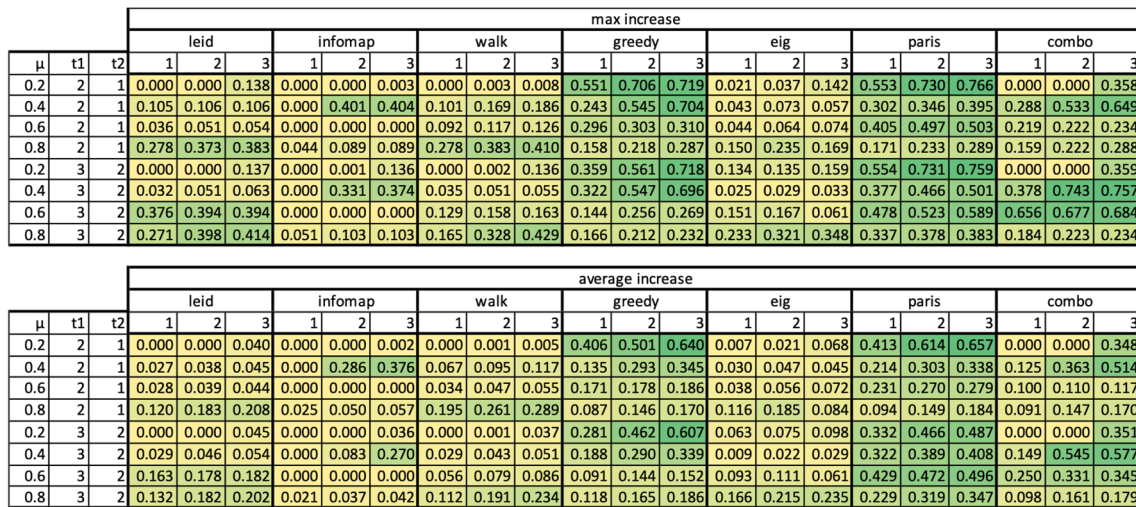 max increase
leid infomap walk greedy eig paris combo
µ t1 t2 1 2 3 1 2 3 1 2 3 1 2 3 1 2 3 1 2 3 1 2 3
0.2 2 1 0.000 0.000 0.138 0.000 0.000 0.003 0.000 0.003 0.008 0.551 0.706 0.719 0.021 0.037 0.142 0.553 0.730 0.766 0.000 0.000 0.358
0.4 2 1 0.105 0.106 0.106 0.000 0.401 0.404 0.101 0.169 0.186 0.243 0.545 0.704 0.043 0.073 0.057 0.302 0.346 0.395 0.288 0.533 0.649
0.6 2 1 0.036 0.051 0.054 0.000 0.000 0.000 0.092 0.117 0.126 0.296 0.303 0.310 0.044 0.064 0.074 0.405 0.497 0.503 0.219 0.222 0.234
0.8 2 1 0.278 0.373 0.383 0.044 0.089 0.089 0.278 0.383 0.410 0.158 0.218 0.287 0.150 0.235 0.169 0.171 0.233 0.289 0.159 0.222 0.288
0.2 3 2 0.000 0.000 0.137 0.000 0.001 0.136 0.000 0.002 0.136 0.359 0.561 0.718 0.134 0.135 0.159 0.554 0.731 0.759 0.000 0.000 0.359
0.4 3 2 0.032 0.051 0.063 0.000 0.331 0.374 0.035 0.051 0.055 0.322 0.547 0.696 0.025 0.029 0.033 0.377 0.466 0.501 0.378 0.743 0.757
0.6 3 2 0.376 0.394 0.394 0.000 0.000 0.000 0.129 0.158 0.163 0.144 0.256 0.269 0.151 0.167 0.061 0.478 0.523 0.589 0.656 0.677 0.684
0.8 3 2 0.271 0.398 0.414 0.051 0.103 0.103 0.165 0.328 0.429 0.166 0.212 0.232 0.233 0.321 0.348 0.337 0.378 0.383 0.184 0.223 0.234
average increase
leid infomap walk greedy eig paris combo
µ t1 t2 1 2 3 1 2 3 1 2 3 1 2 3 1 2 3 1 2 3 1 2 3
0.2 2 1 0.000 0.000 0.040 0.000 0.000 0.002 0.000 0.001 0.005 0.406 0.501 0.640 0.007 0.021 0.068 0.413 0.614 0.657 0.000 0.000 0.348
0.4 2 1 0.027 0.038 0.045 0.000 0.286 0.376 0.067 0.095 0.117 0.135 0.293 0.345 0.030 0.047 0.045 0.214 0.303 0.338 0.125 0.363 0.514
0.6 2 1 0.028 0.039 0.044 0.000 0.000 0.000 0.034 0.047 0.055 0.171 0.178 0.186 0.038 0.056 0.072 0.231 0.270 0.279 0.100 0.110 0.117
0.8 2 1 0.120 0.183 0.208 0.025 0.050 0.057 0.195 0.261 0.289 0.087 0.146 0.170 0.116 0.185 0.084 0.094 0.149 0.184 0.091 0.147 0.170
0.2 3 2 0.000 0.000 0.045 0.000 0.000 0.036 0.000 0.001 0.037 0.281 0.462 0.607 0.063 0.075 0.098 0.332 0.466 0.487 0.000 0.000 0.351
0.4 3 2 0.029 0.046 0.054 0.000 0.083 0.270 0.029 0.043 0.051 0.188 0.290 0.339 0.009 0.022 0.029 0.322 0.389 0.408 0.149 0.545 0.577
0.6 3 2 0.163 0.178 0.182 0.000 0.000 0.000 0.056 0.079 0.086 0.091 0.144 0.152 0.093 0.111 0.061 0.429 0.472 0.496 0.250 0.331 0.345
0.8 3 2 0.132 0.182 0.202 0.021 0.037 0.042 0.112 0.191 0.234 0.118 0.165 0.186 0.166 0.215 0.235 0.229 0.319 0.347 0.098 0.161 0.179